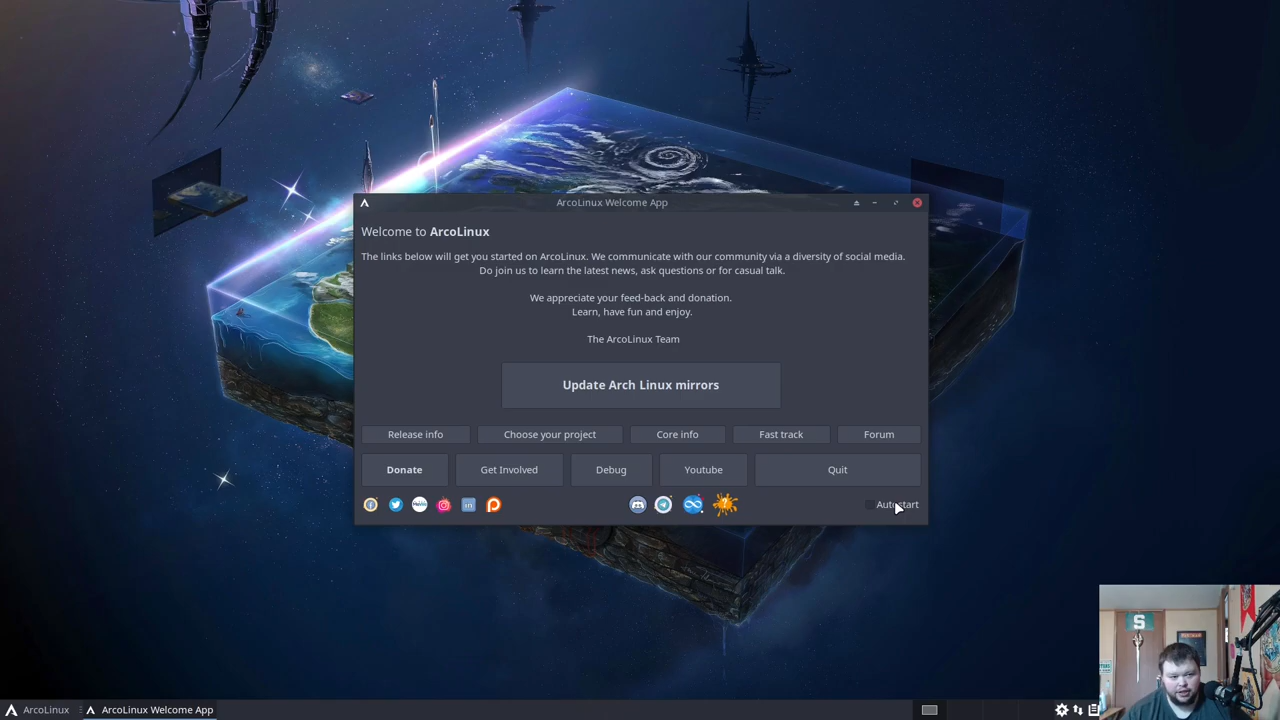 ArcoLinux Welcome App
Welcome to ArcoLinux
The links below will get you started on ArcoLinux. We communicate with our community via a diversity of social media.
Do join us to learn the latest news, ask questions or for casual talk.
We appreciate your feed-back and donation.
Learn, have fun and enjoy.
The ArcoLinux Team
Update Arch Linux mirrors
Release info
Choose your project
Core info
Fast track
Forum
Donate
Get Involved
Debug
Youtube
Quit
Autostart
S
ArcoLinux
ArcoLinux Welcome App